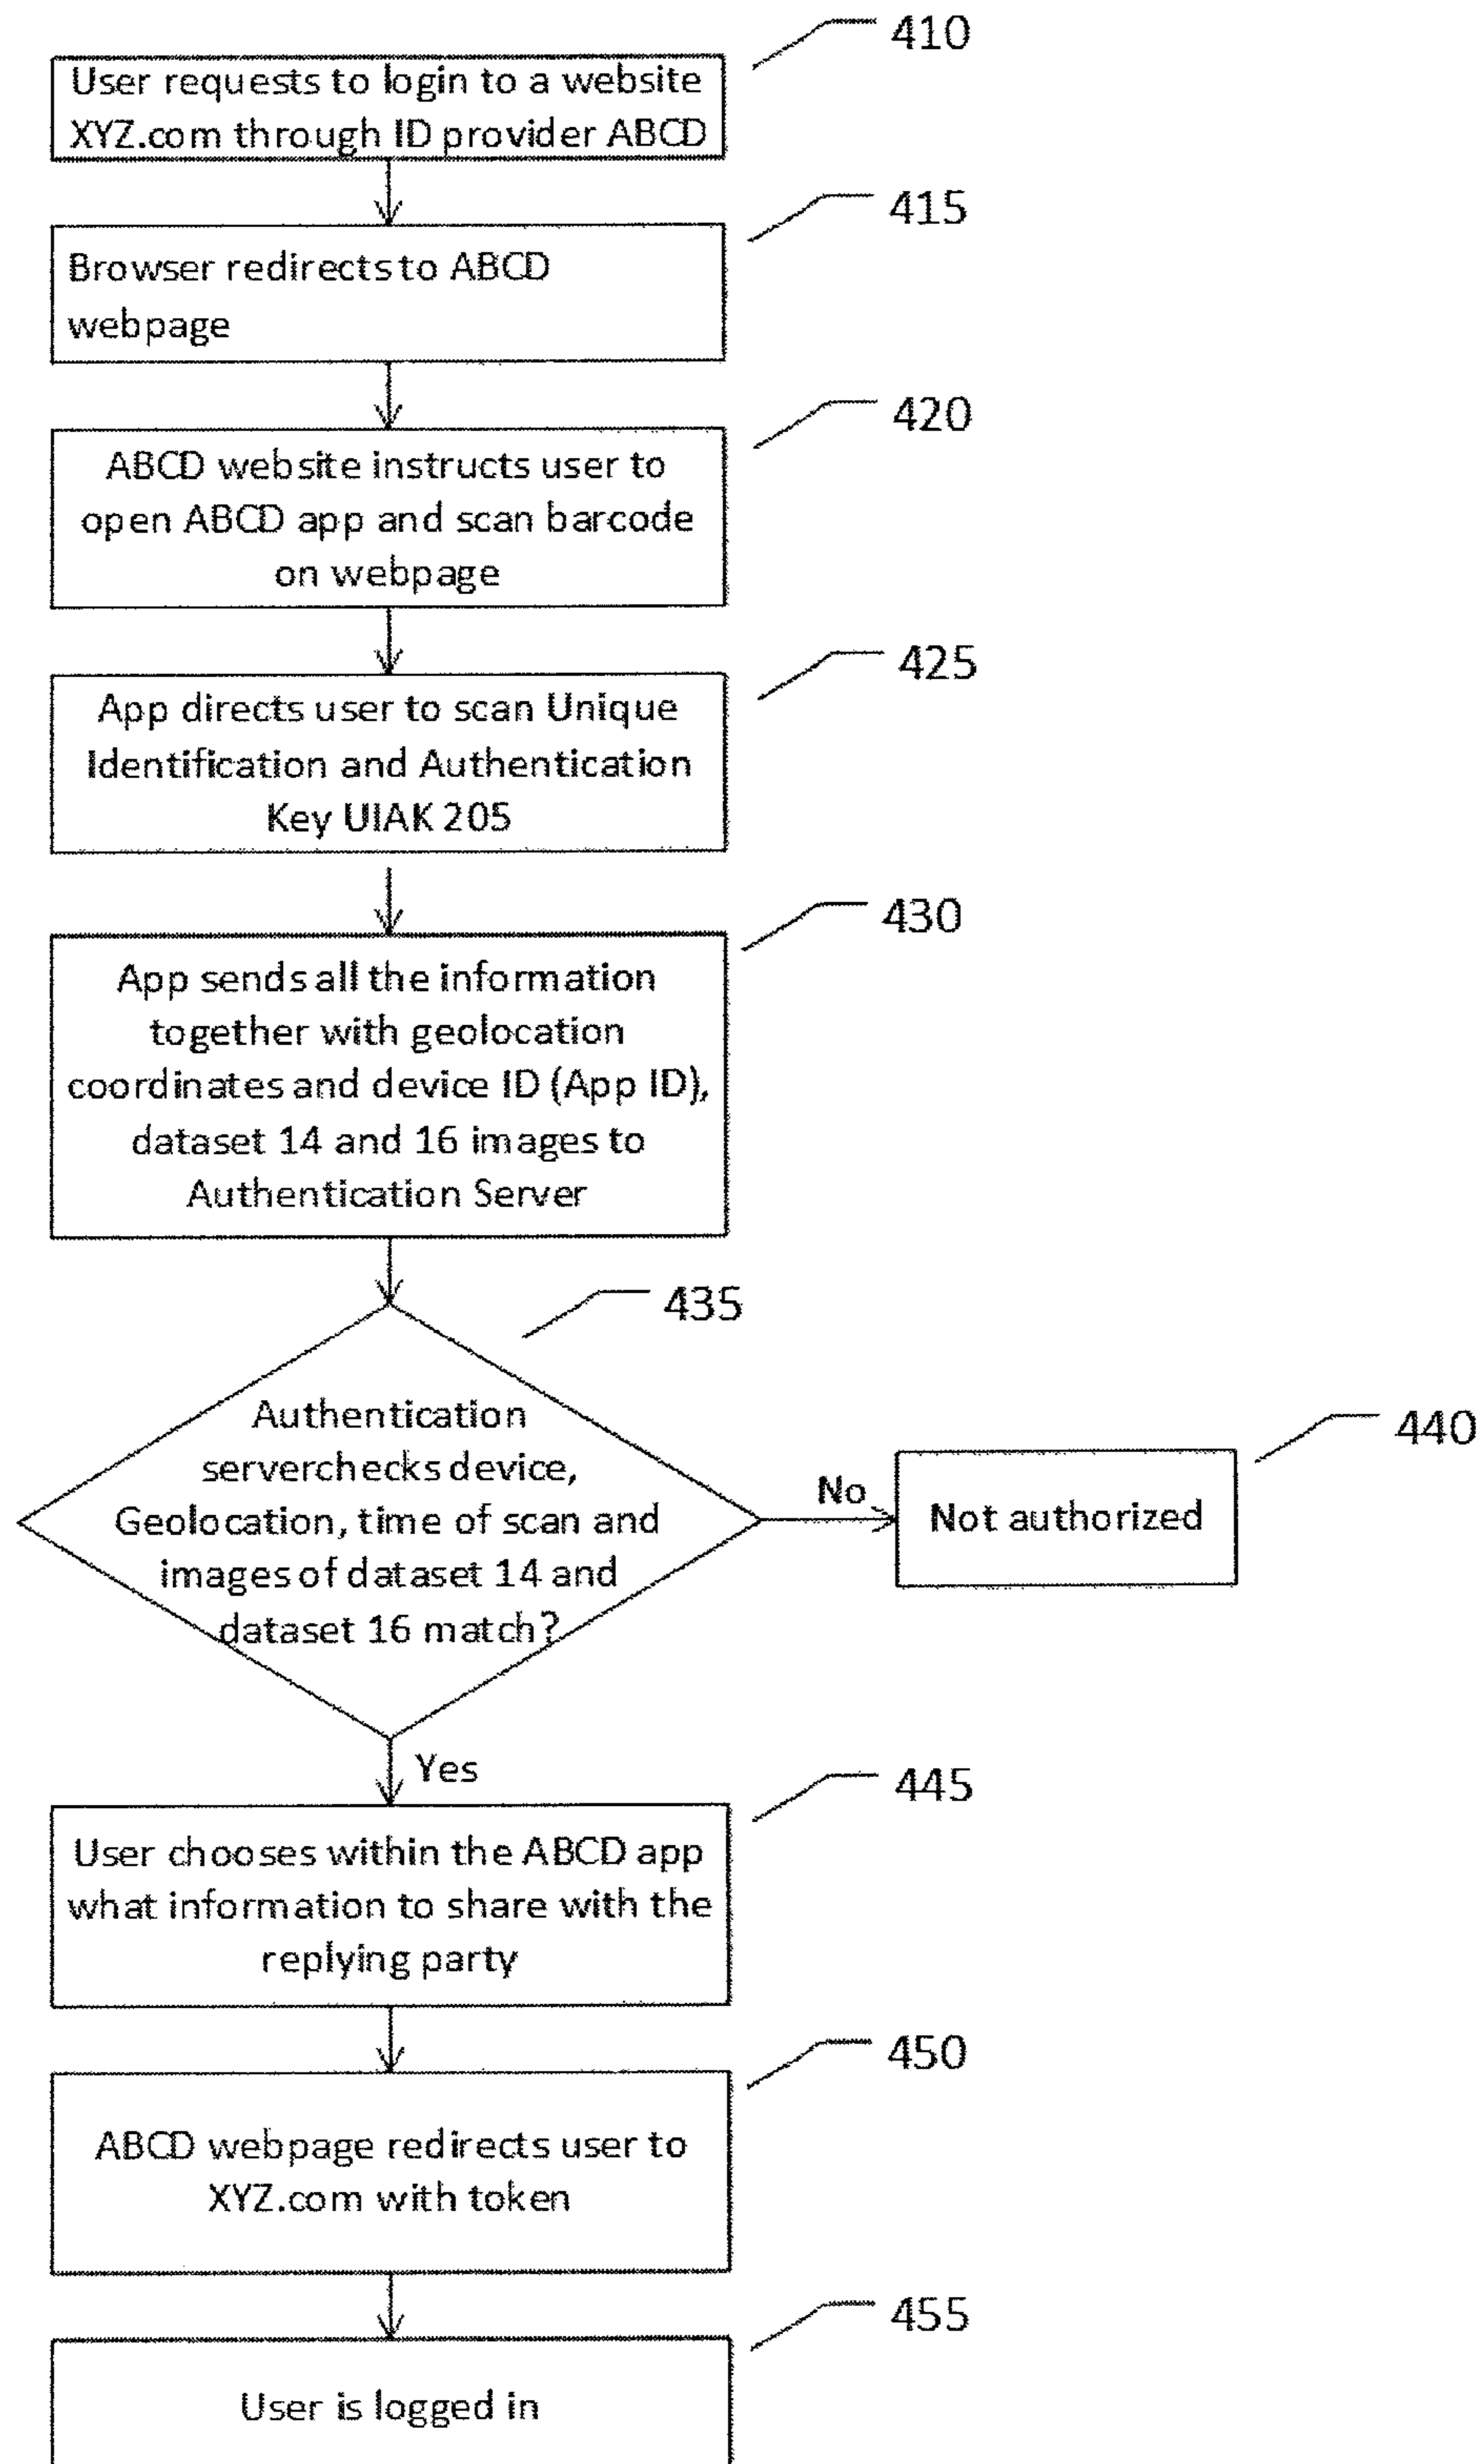 410
User requests to login to a website
XYZ.com through ID provider ABCD
415
Browser redirects to ABCD
webpage
420
ABCD website instructs user to
open ABCD app and scan barcode
on webpage
425
App directs user to scan Unique
Identification and Authentication
Key UIAK 205
430
App sends all the information
together with geolocation
coordinates and device ID (App ID),
dataset 14 and 16 images to
Authentication Server
435
Authentication
serverchecks device,
Geolocation, time of scan and
images of dataset 14 and
dataset 16 match?
No
440
Not authorized
Yes
445
User chooses within the ABCD app
what information to share with the
replying party
450
ABCD webpage redirects user to
XYZ.com with token
455
User is logged in